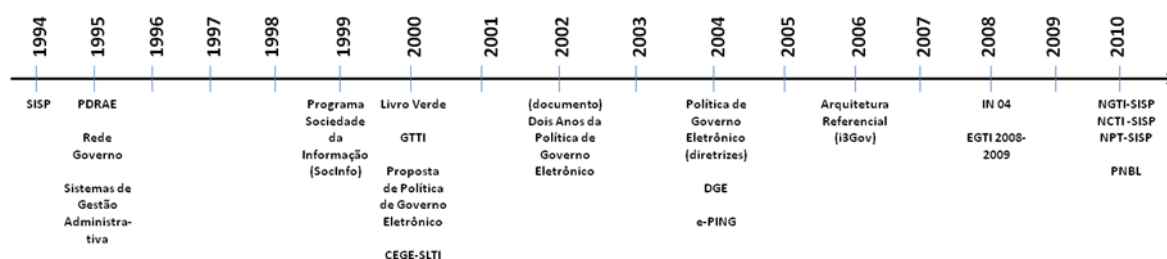 1994
1995
1996
1997
1998
1999
2000
2001
2002
2003
2004
2005
2006
2007
2008
2009
2010
SISP
PDRAE
Rede
Governo
Sistemas de
Gestão
Administra-
tiva
Programa
Sociedade
da
Informação
(SocInfo)
Livro Verde
GTTI
Proposta
de Política
de Governo
Eletrônico
CEGE-SLTI
(documento)
Dois Anos da
Política de
Governo
Eletrônico
Política de
Governo
Eletrônico
(diretrizes)
DGE
e-PING
Arquitetura
Referencial
(i3Gov)
IN 04
EGTI 2008-
2009
NGTI-SISP
NCTI -SISP
NPT-SISP
PNBL